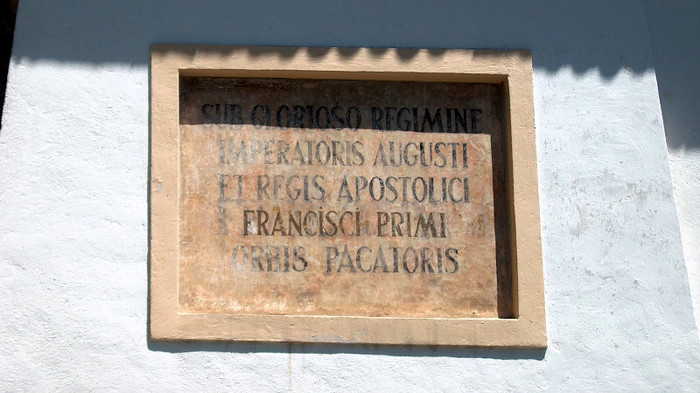 SUB GLORIOSO REGIMINE
IMPERATORIS AUGUSTI
ET REGIS APOSTOLICI
FRANCISCI PRIMI
ORBIS PACATORIS